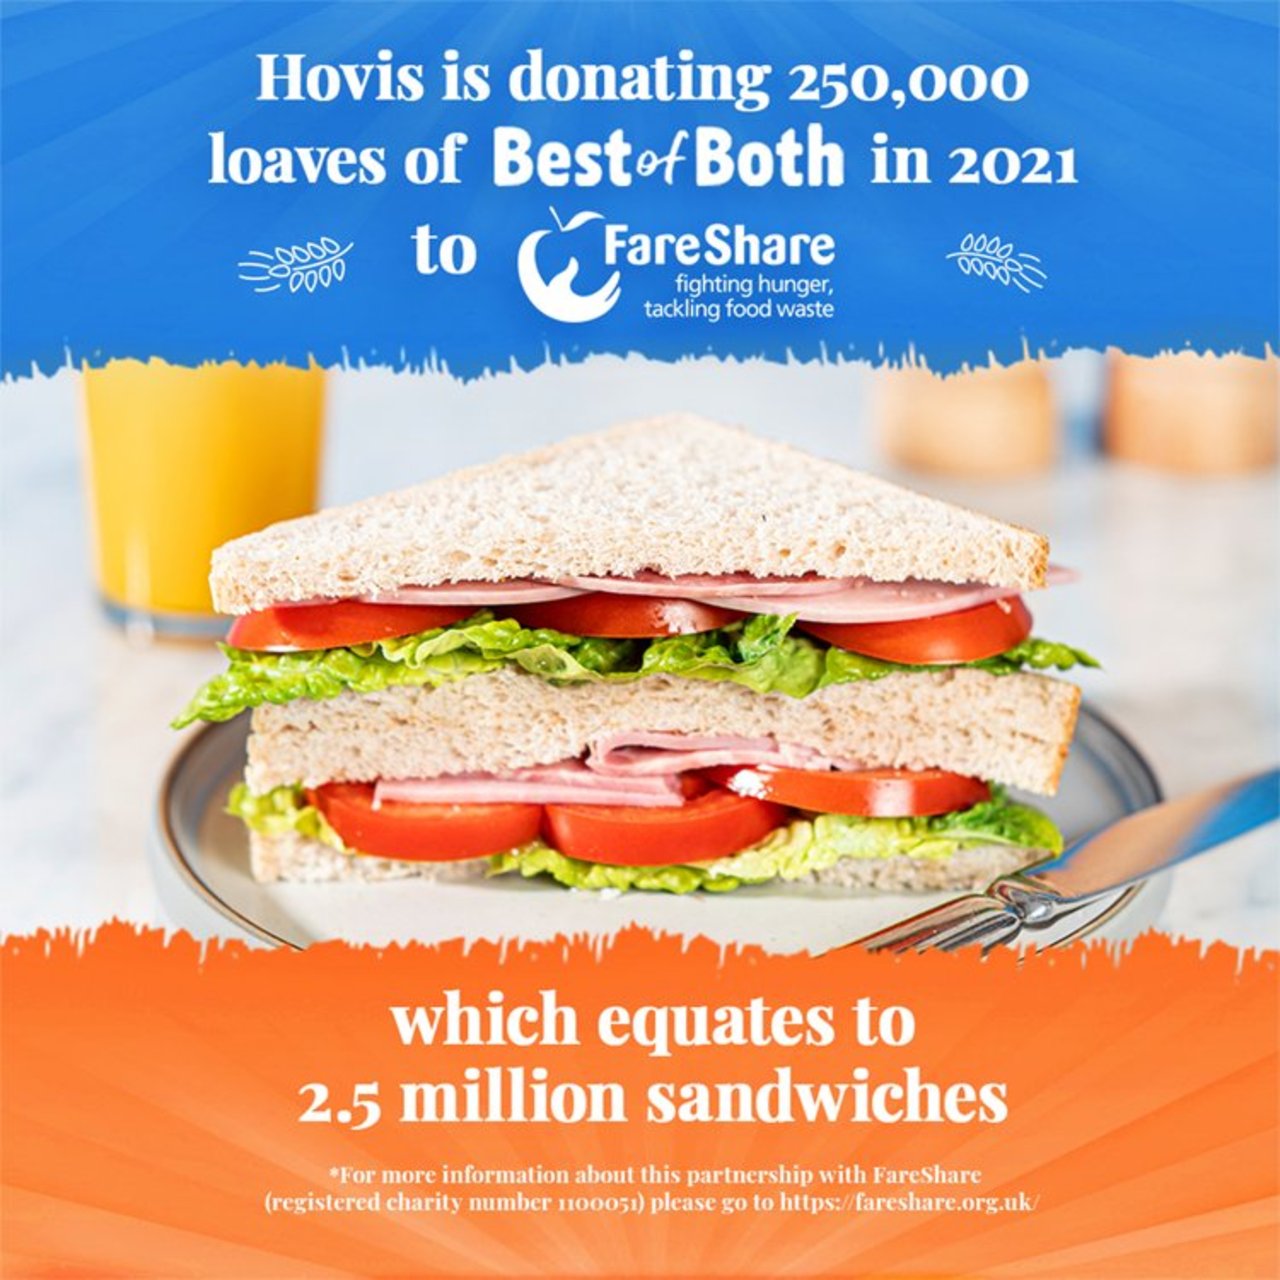 Hovis is donating 250,000
loaves of Best of Both in 2021
to FareShare
fighting hunger,
tackling food waste
which equates to
2.5 million sandwiches
*For more information about this partnership with FareShare
(registered charity number 1100051) please go to https://fareshare.org.uk/